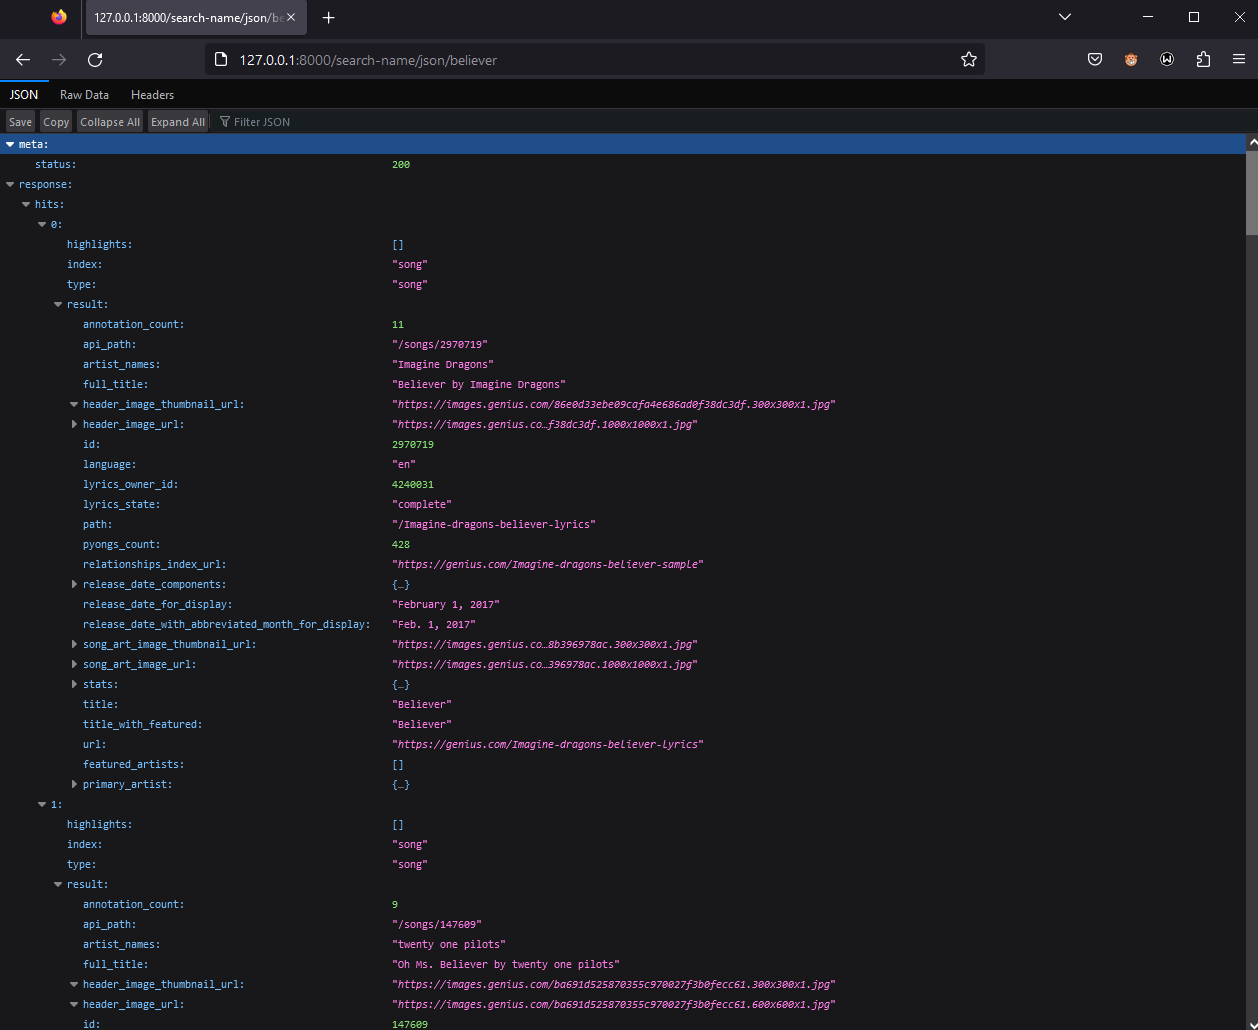 127.0.0.1:8000/search-name/json/be
127.0.0.1:8000/search-name/json/believer
JSON Raw Data Headers
Save Copy Collapse All Expand All Filter JSON
meta:
status: 200
response:
hits:
0:
highlights: []
index: "song"
type: "song"
result:
annotation_count: 11
api_path: "/songs/2970719"
artist_names: "Imagine Dragons"
full_title: "Believer by Imagine Dragons"
header_image_thumbnail_url: "https://images.genius.com/86e0d33ebe09cafa4e686ad0f38dc3df.300x300x1.jpg"
header_image_url: "https://images.genius.co…f38dc3df.1000x1000x1.jpg"
id: 2970719
language: "en"
lyrics_owner_id: 4240031
lyrics_state: "complete"
path: "/Imagine-dragons-believer-lyrics"
pyongs_count: 428
relationships_index_url: "https://genius.com/Imagine-dragons-believer-sample"
release_date_components: {…}
release_date_for_display: "February 1, 2017"
release_date_with_abbreviated_month_for_display: "Feb. 1, 2017"
song_art_image_thumbnail_url: "https://images.genius.co…8b396978ac.300x300x1.jpg"
song_art_image_url: "https://images.genius.co…396978ac.1000x1000x1.jpg"
stats: {…}
title: "Believer"
title_with_featured: "Believer"
url: "https://genius.com/Imagine-dragons-believer-lyrics"
featured_artists: []
primary_artist: {…}
1:
highlights: []
index: "song"
type: "song"
result:
annotation_count: 9
api_path: "/songs/147609"
artist_names: "twenty one pilots"
full_title: "Oh Ms. Believer by twenty one pilots"
header_image_thumbnail_url: "https://images.genius.com/ba691d525870355c970027f3b0fecc61.300x300x1.jpg"
header_image_url: "https://images.genius.com/ba691d525870355c970027f3b0fecc61.600x600x1.jpg"
id: 147609